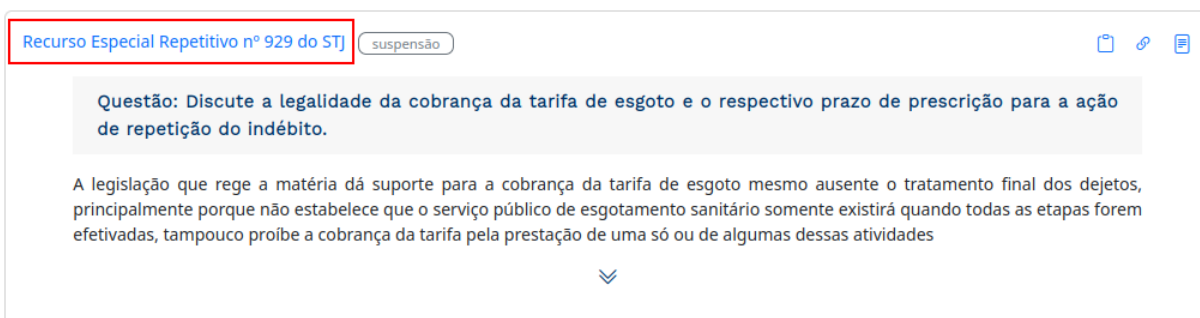 Recurso Especial Repetitivo nº 929 do STJ suspensão
Questão: Discute a legalidade da cobrança da tarifa de esgoto e o respectivo prazo de prescrição para a ação
de repetição do indébito.
A legislação que rege a matéria dá suporte para a cobrança da tarifa de esgoto mesmo ausente o tratamento final dos dejetos,
principalmente porque não estabelece que o serviço público de esgotamento sanitário somente existirá quando todas as etapas forem
efetivadas, tampouco proíbe a cobrança da tarifa pela prestação de uma só ou de algumas dessas atividades